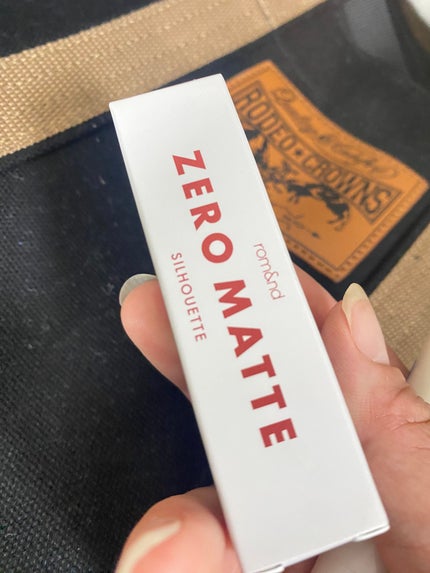 ZERO MATTE
rom&nd
SILHOUETTE
RODEO CROWNS